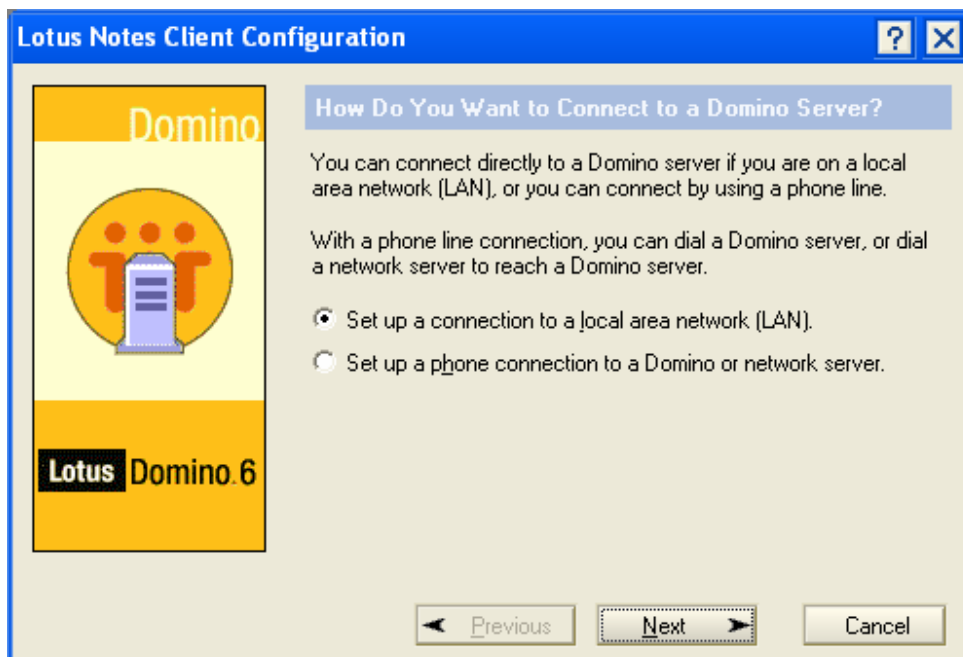 Lotus Notes Client Configuration
?
Domino
How Do You Want to Connect to a Domino Server?
You can connect directly to a Domino server if you are on a local
area network (LAN), or you can connect by using a phone line.
With a phone line connection, you can dial a Domino server, or dial
a network server to reach a Domino server.
Set up a connection to a local area network (LAN).
Set up a phone connection to a Domino or network server.
Lotus Domino.6
Previous
Next
Cancel